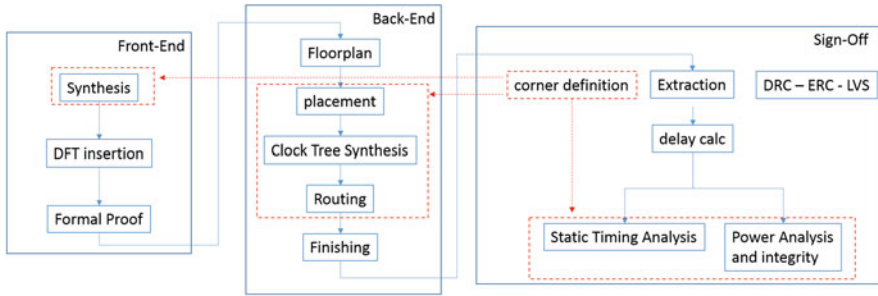 Front-End
Synthesis
DFT insertion
Formal Proof
Back-End
Floorplan
placement
Clock Tree Synthesis
Routing
Finishing
Sign-Off
corner definition
Extraction
DRC – ERC - LVS
delay calc
Static Timing Analysis
Power Analysis
and integrity